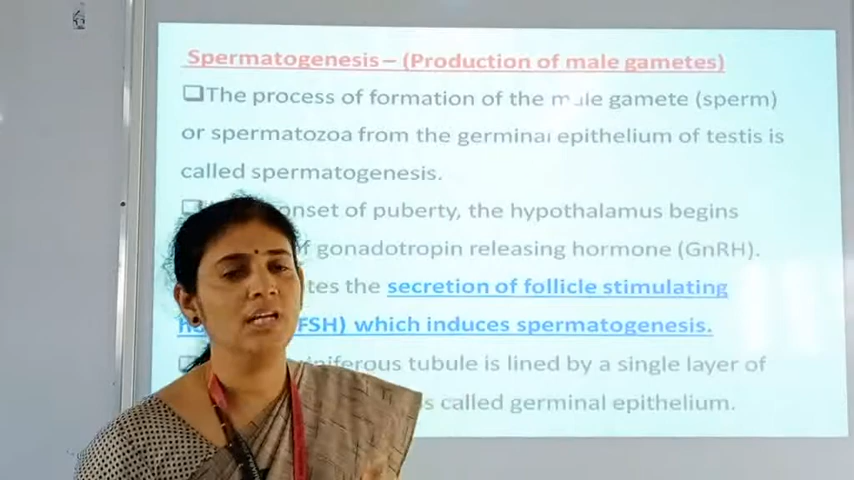 Spermatogenesis – (Production of male gametes)
The process of formation of the male gamete (sperm)
or spermatozoa from the germinal epithelium of testis is
called spermatogenesis.
onset of puberty, the hypothalamus begins
of gonadotropin releasing hormone (GnRH).
the secretion of follicle stimulating
(FSH) which induces spermatogenesis.
tubule is lined by a single layer of
called germinal epithelium.